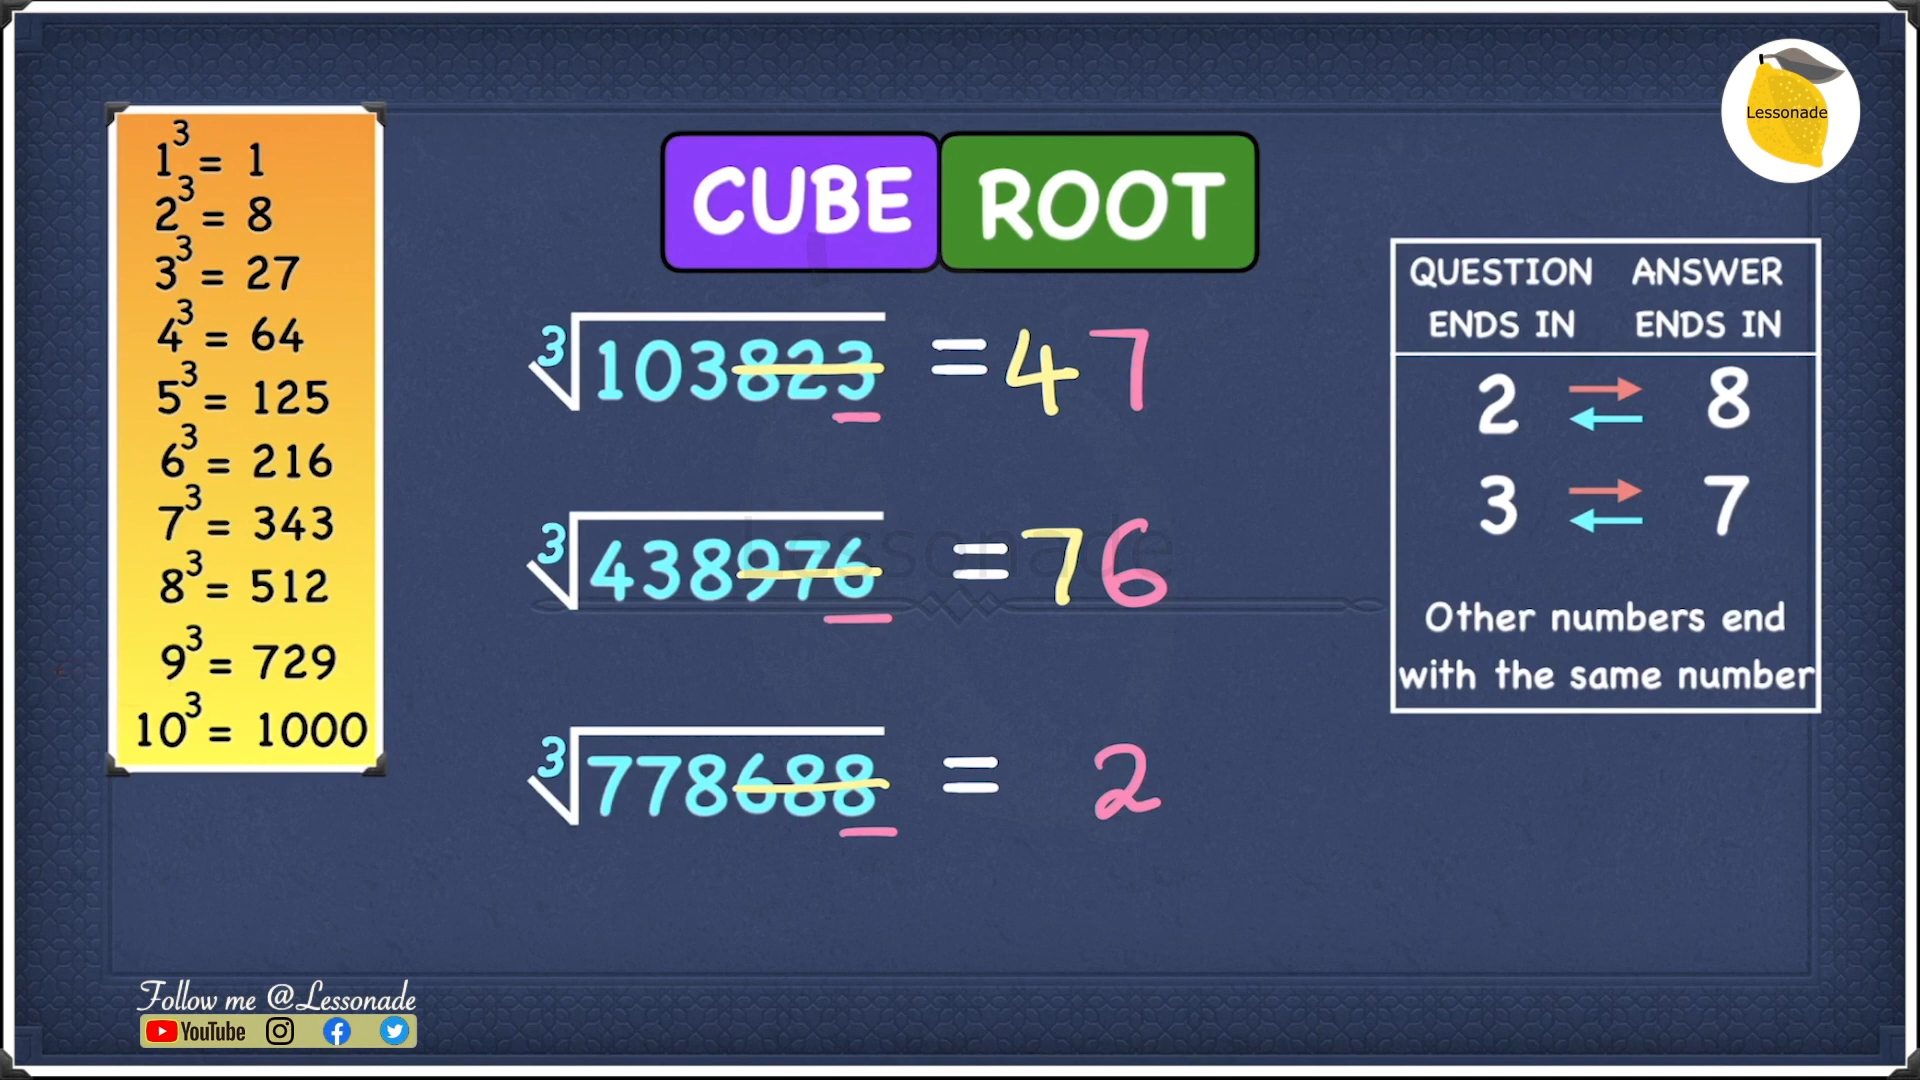 1³ = 1
2³ = 8
3³ = 27
4³ = 64
5³ = 125
6³ = 216
7³ = 343
8³ = 512
9³ = 729
10³ = 1000
CUBE ROOT
∛103823 = 47
∛438976 = 76
∛778688 = 2
Lessonade
Lessonade
QUESTION ANSWER
ENDS IN ENDS IN
2 8
3 7
Other numbers end
with the same number
Follow me @Lessonade
YouTube